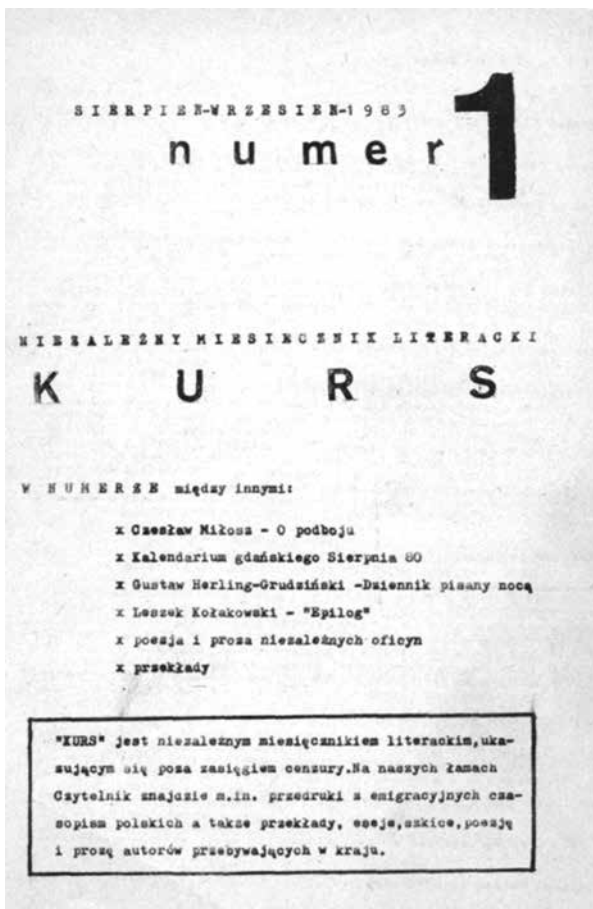 SIERPIEŃ-WRZESIEŃ-1983
numer 1
NIEZALEŻNY MIESIĘCZNIK LITERACKI
KURS
W NUMERZE między innymi:
x Czesław Miłosz - O podboju
x Kalendarium gdańskiego Sierpnia 80
x Gustaw Herling-Grudziński -Dziennik pisany nocą
x Leszek Kołakowski - "Epilog"
x poezja i proza niezależnych oficyn
x przekłady
"KURS" jest niezależnym miesięcznikiem literackim,uka-
zującym się poza zasięgiem cenzury.Na naszych łamach
Czytelnik znajdzie m.in. przedruki z emigracyjnych cza-
sopism polskich a także przekłady, eseje,szkice,poezję
i prozę autorów przebywających w kraju.